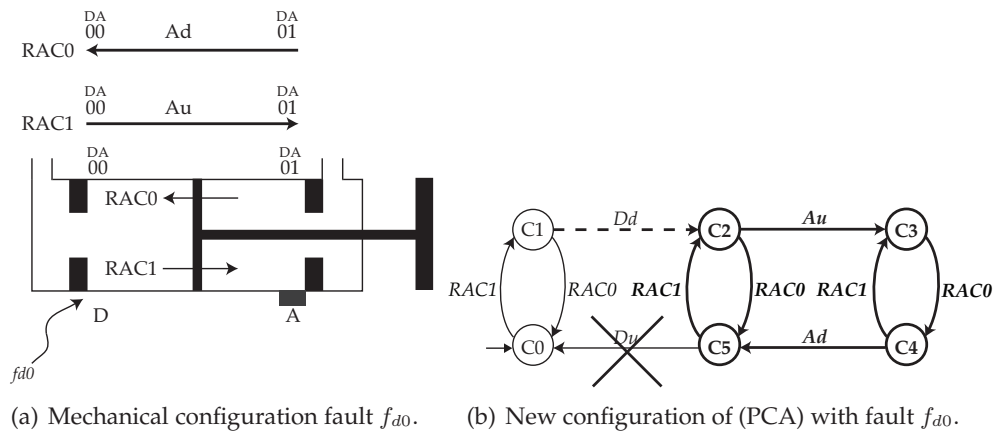 DA DA
00 Ad 01
RAC0
DA DA
00 Au 01
RAC1
DA DA
00 01
RAC0
RAC1
D A
fd0
C1 Dd C2 Au C3
RAC1 RAC0 RAC1 RAC0 RAC1 RAC0
C0 Du C5 Ad C4
(a) Mechanical configuration fault fd0.
(b) New configuration of (PCA) with fault fd0.